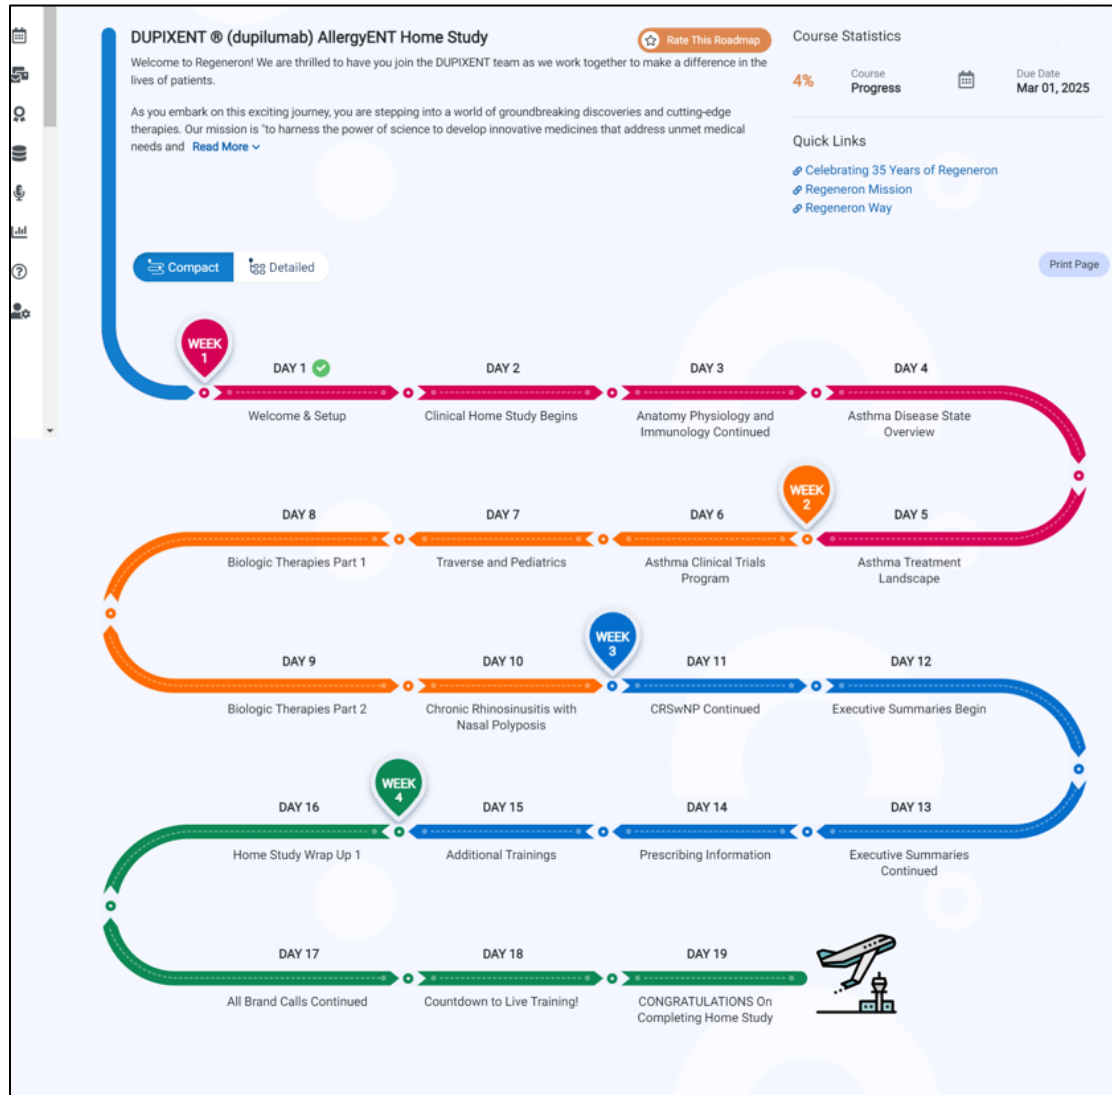 DUPIXENT ® (dupilumab) AllergyENT Home Study
Rate This Roadmap
Welcome to Regeneron! We are thrilled to have you join the DUPIXENT team as we work together to make a difference in the
lives of patients.
As you embark on this exciting journey, you are stepping into a world of groundbreaking discoveries and cutting-edge
therapies. Our mission is "to harness the power of science to develop innovative medicines that address unmet medical
needs and Read More
Course Statistics
4%
Course
Progress
Due Date
Mar 01, 2025
Quick Links
Celebrating 35 Years of Regeneron
Regeneron Mission
Regeneron Way
Compact
Detailed
Print Page
WEEK
1
DAY 1
Welcome & Setup
DAY 2
Clinical Home Study Begins
DAY 3
Anatomy Physiology and
Immunology Continued
DAY 4
Asthma Disease State
Overview
DAY 5
Asthma Treatment
Landscape
WEEK
2
DAY 6
Asthma Clinical Trials
Program
DAY 7
Traverse and Pediatrics
DAY 8
Biologic Therapies Part 1
DAY 9
Biologic Therapies Part 2
DAY 10
Chronic Rhinosinusitis with
Nasal Polyposis
WEEK
3
DAY 11
CRSwNP Continued
DAY 12
Executive Summaries Begin
DAY 13
Executive Summaries
Continued
DAY 14
Prescribing Information
DAY 15
Additional Trainings
WEEK
4
DAY 16
Home Study Wrap Up 1
DAY 17
All Brand Calls Continued
DAY 18
Countdown to Live Training!
DAY 19
CONGRATULATIONS On
Completing Home Study